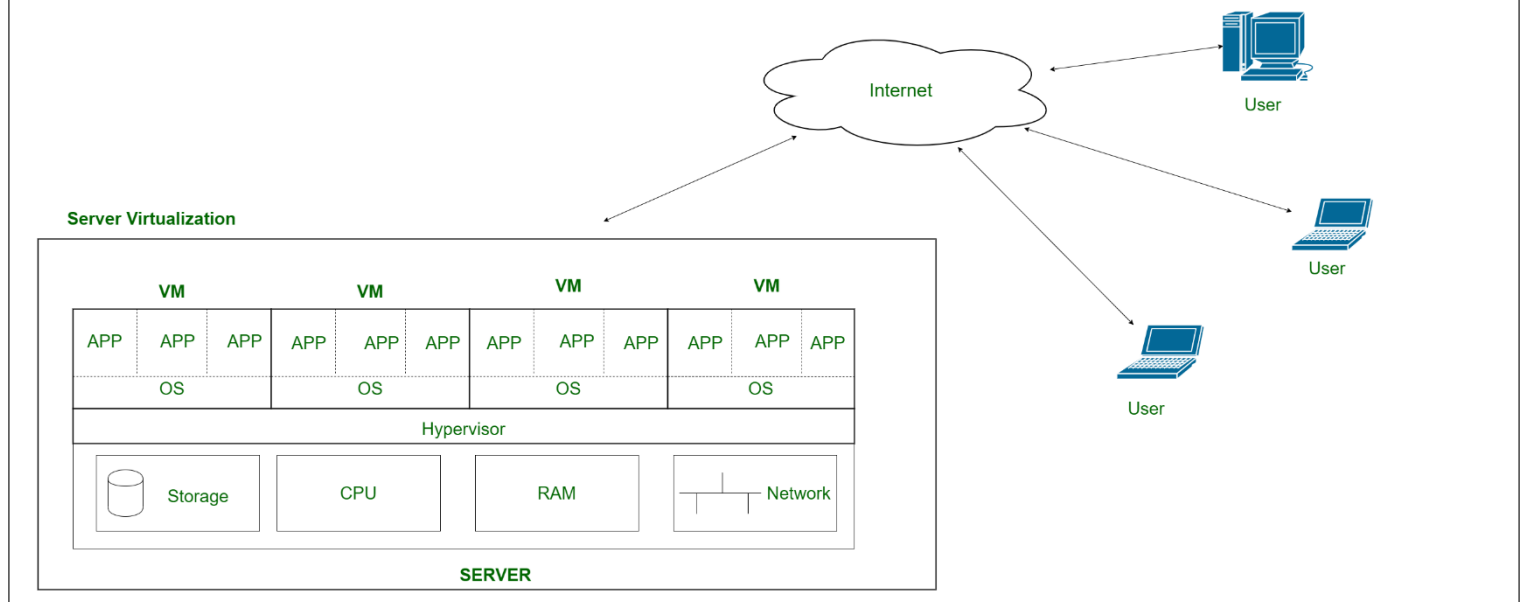 Internet
User
User
User
Server Virtualization
VM VM VM VM
APP APP APP APP APP APP APP APP APP APP APP APP
OS OS OS OS
Hypervisor
Storage CPU RAM Network
SERVER